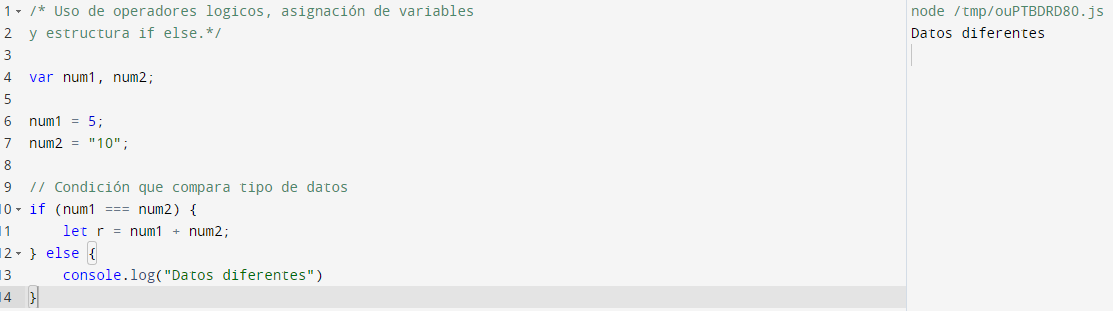 1 /* Uso de operadores logicos, asignación de variables
2 y estructura if else.*/
3
4 var num1, num2;
5
6 num1 = 5;
7 num2 = "10";
8
9 // Condición que compara tipo de datos
10 if (num1 === num2) {
11     let r = num1 + num2;
12 } else {
13     console.log("Datos diferentes")
14 }
node /tmp/ouPTBDRD80.js
Datos diferentes